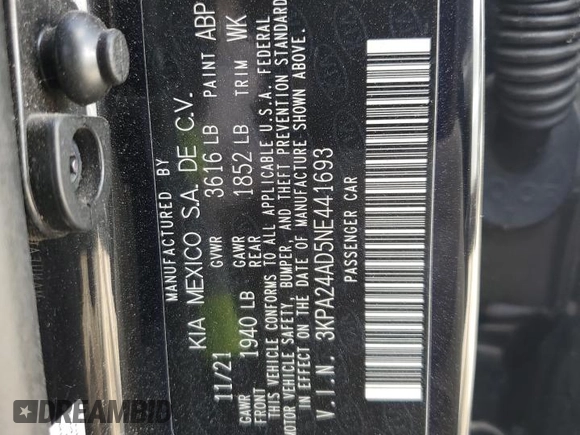 MANUFACTURED BY
KIA MEXICO S.A. DE C.V.
11/21 GVWR 3616 LB PAINT ABP
GAWR FRONT 1940 LB GAWR REAR 1852 LB TRIM WK
THIS VEHICLE CONFORMS TO ALL APPLICABLE U.S.A. FEDERAL
MOTOR VEHICLE SAFETY, BUMPER, AND THEFT PREVENTION STANDARDS
IN EFFECT ON THE DATE OF MANUFACTURE SHOWN ABOVE.
V.I.N. 3KPA24AD5NE441693
PASSENGER CAR
DREAMBID